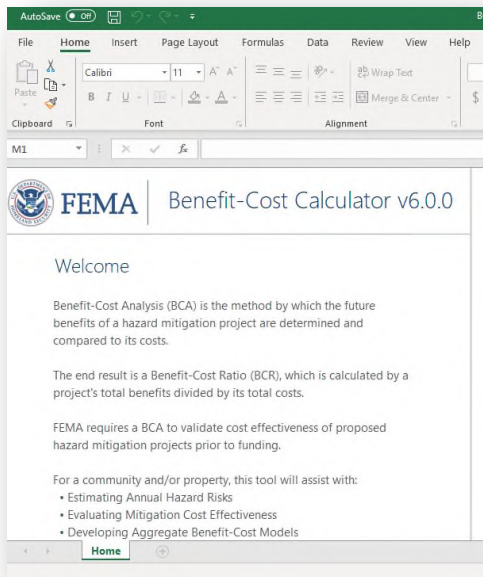 AutoSave Off B
File Home Insert Page Layout Formulas Data Review View Help
Calibri 11 A A ab Wrap Text
Paste B I U A Merge & Center $
Clipboard Font Alignment
M1 fx
FEMA Benefit-Cost Calculator v6.0.0
Welcome
Benefit-Cost Analysis (BCA) is the method by which the future
benefits of a hazard mitigation project are determined and
compared to its costs.
The end result is a Benefit-Cost Ratio (BCR), which is calculated by a
project's total benefits divided by its total costs.
FEMA requires a BCA to validate cost effectiveness of proposed
hazard mitigation projects prior to funding.
For a community and/or property, this tool will assist with:
• Estimating Annual Hazard Risks
• Evaluating Mitigation Cost Effectiveness
• Developing Aggregate Benefit-Cost Models
Home